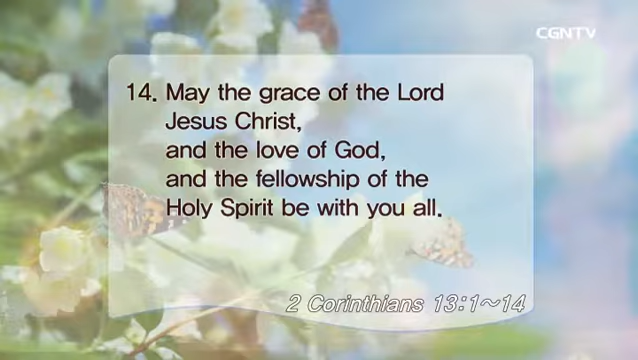 CGNTV
14. May the grace of the Lord
Jesus Christ,
and the love of God,
and the fellowship of the
Holy Spirit be with you all.
2 Corinthians 13:1~14